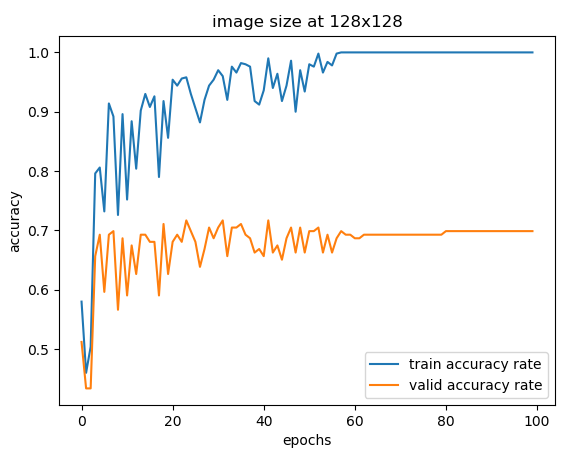 image size at 128x128
1.0
0.9
0.8
0.7
0.6
0.5
accuracy
0 20 40 60 80 100
epochs
train accuracy rate
valid accuracy rate